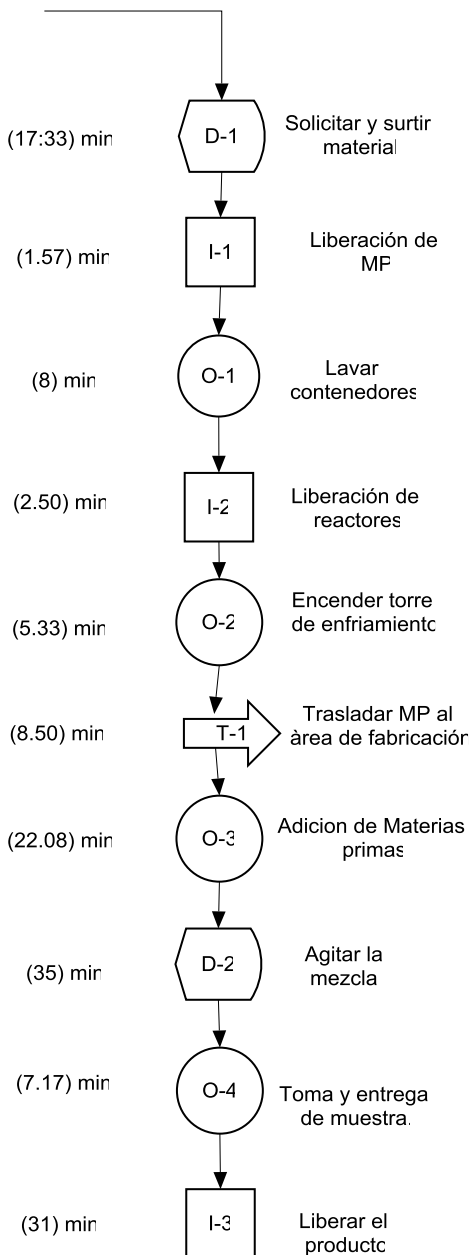 (17:33) min
D-1
Solicitar y surtir
material
(1.57) min
I-1
Liberación de
MP
(8) min
O-1
Lavar
contenedores
(2.50) min
I-2
Liberación de
reactores
(5.33) min
O-2
Encender torre
de enfriamiento
(8.50) min
T-1
Trasladar MP al
àrea de fabricación
(22.08) min
O-3
Adicion de Materias
primas
(35) min
D-2
Agitar la
mezcla
(7.17) min
O-4
Toma y entrega
de muestra.
(31) min
I-3
Liberar el
producto